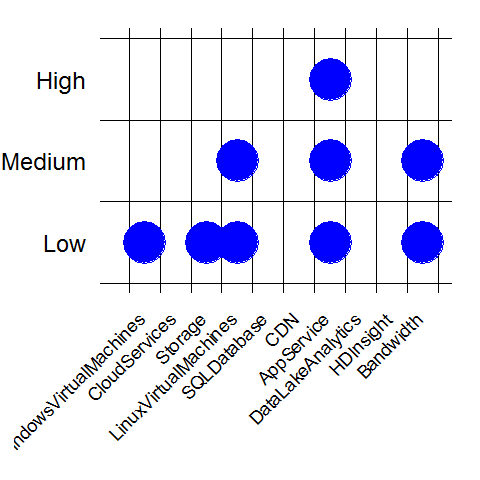 High
Medium
Low
ndowsVirtualMachines
CloudServices
Storage
LinuxVirtualMachines
SQLDatabase
CDN
AppService
DataLakeAnalytics
HDInsight
Bandwidth